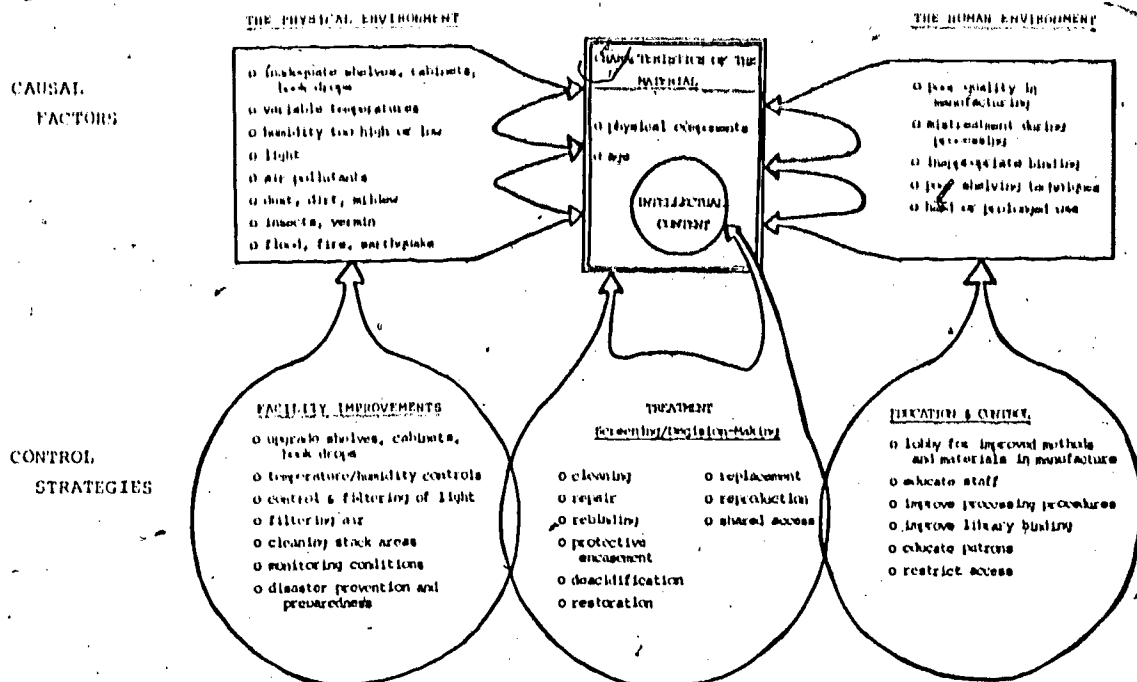 THE PHYSICAL ENVIRONMENT
THE HUMAN ENVIRONMENT
CAUSAL
FACTORS
o Inadequate shelves, cabinets,
book drops
o variable temperatures
o humidity too high or low
o light
o air pollutants
o dust, dirt, mildew
o insects, vermin
o flood, fire, earthquake
CHARACTERISTICS OF THE
MATERIAL
o physical components
o age
INTELLECTUAL
CONTENT
o poor quality in
manufacturing
o mistreatment during
processing
o inappropriate binding
o poor shelving techniques
o or prolonged use
CONTROL
STRATEGIES
FACILITY IMPROVEMENTS
o upgrade shelves, cabinets,
book drops
o temperature/humidity controls
o control & filtering of light
o filtering air
o cleaning stack areas
o monitoring conditions
o disaster prevention and
preparedness
TREATMENT
Screening/Decision-Making
o cleaning
o repair
o rebinding
o protective
encasement
o deacidification
o restoration
o replacement
o reproduction
o shared access
EDUCATION & CONTROL
o lobby for improved methods
and materials in manufacture
o educate staff
o improve processing procedures
o improve library binding
o educate patrons
o restrict access